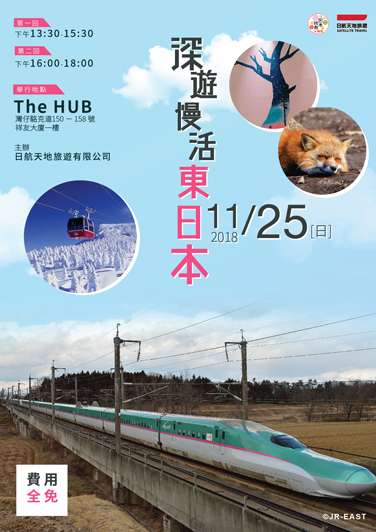 第一回
下午13:30-15:30
第二回
下午16:00-18:00
舉行地點
The HUB
灣仔駱克道150 － 158 號
祥友大廈一樓
主辦
日航天地旅遊有限公司
日航天地旅遊
SATELLITE TRAVEL
深遊慢活東日本
11/25[日]
2018
費用
全免
©JR-EAST